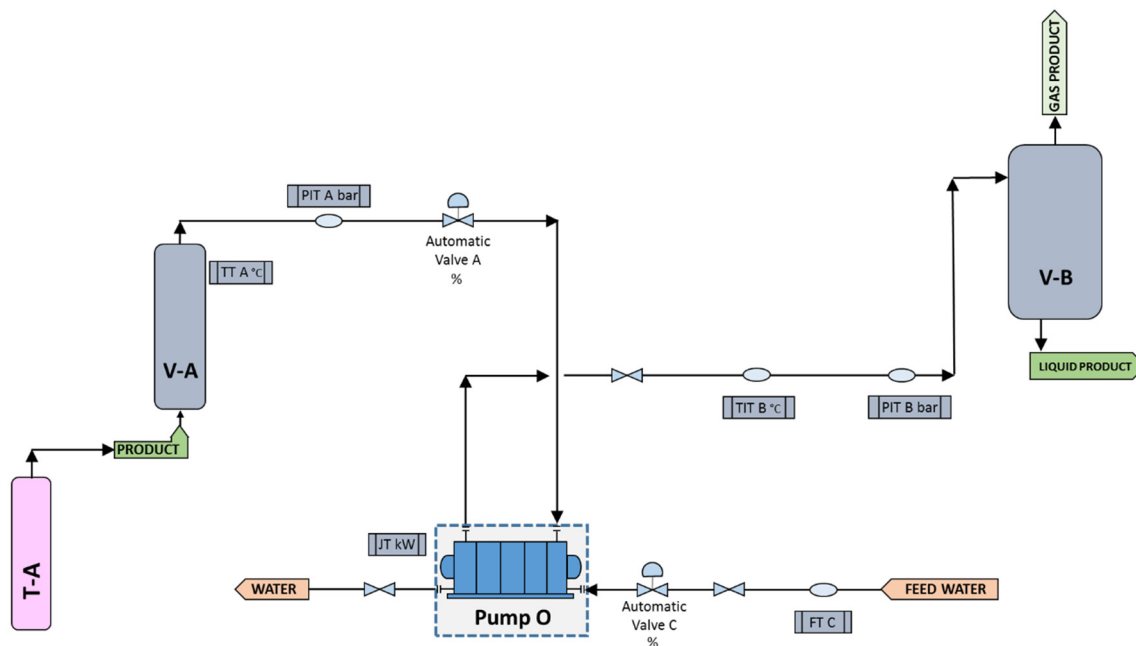 GAS PRODUCT
PIT A bar
Automatic
Valve A
%
TT A °C
V-B
V-A
LIQUID PRODUCT
TIT B °C
PIT B bar
PRODUCT
T-A
JT kW
WATER
Pump O
Automatic
Valve C
%
FEED WATER
FT C